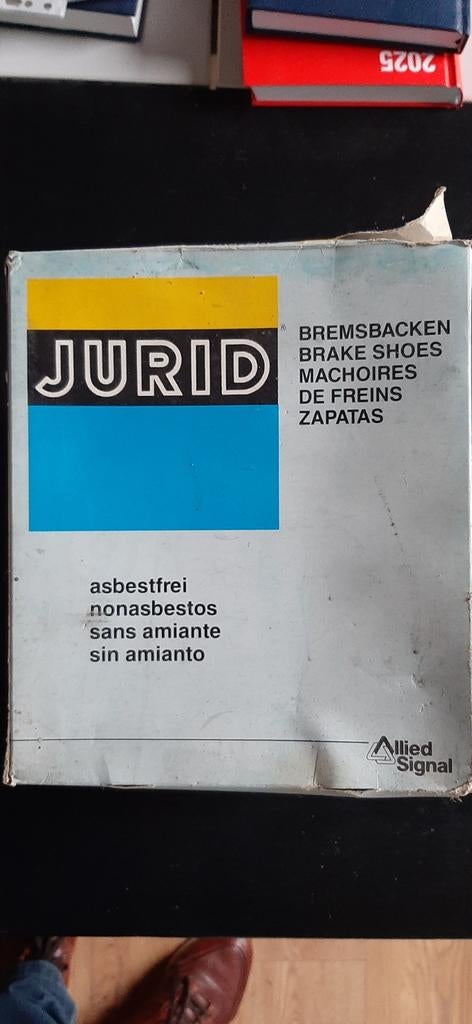 2025
JURID®
BREMSBACKEN
BRAKE SHOES
MACHOIRES
DE FREINS
ZAPATAS
asbestfrei
nonasbestos
sans amiante
sin amianto
Allied
Signal